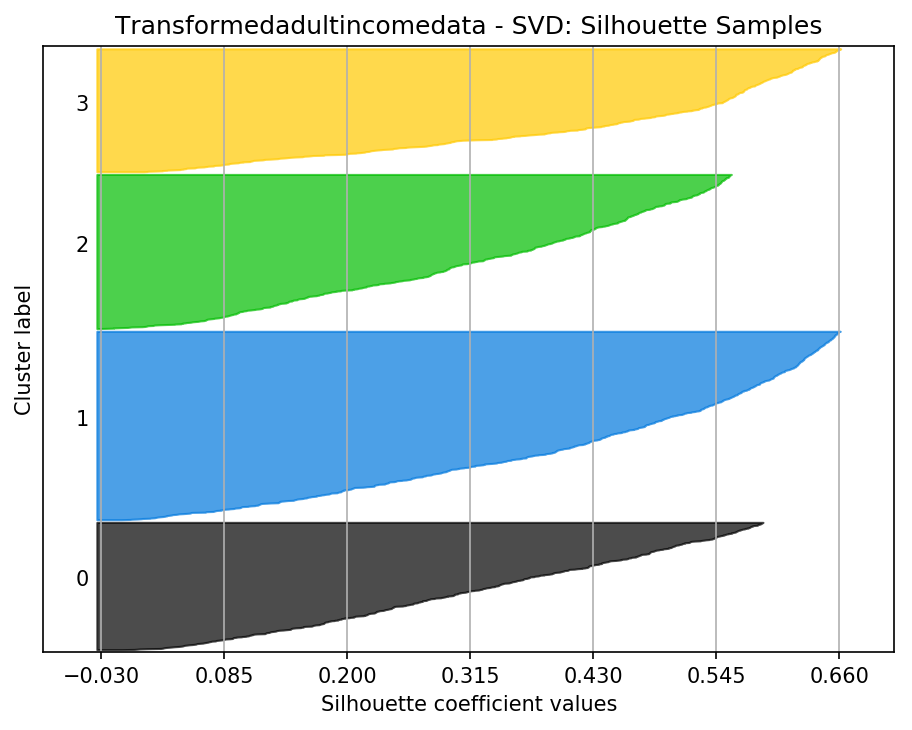 Transformedadultincomedata - SVD: Silhouette Samples
3
2
1
0
Cluster label
−0.030 0.085 0.200 0.315 0.430 0.545 0.660
Silhouette coefficient values